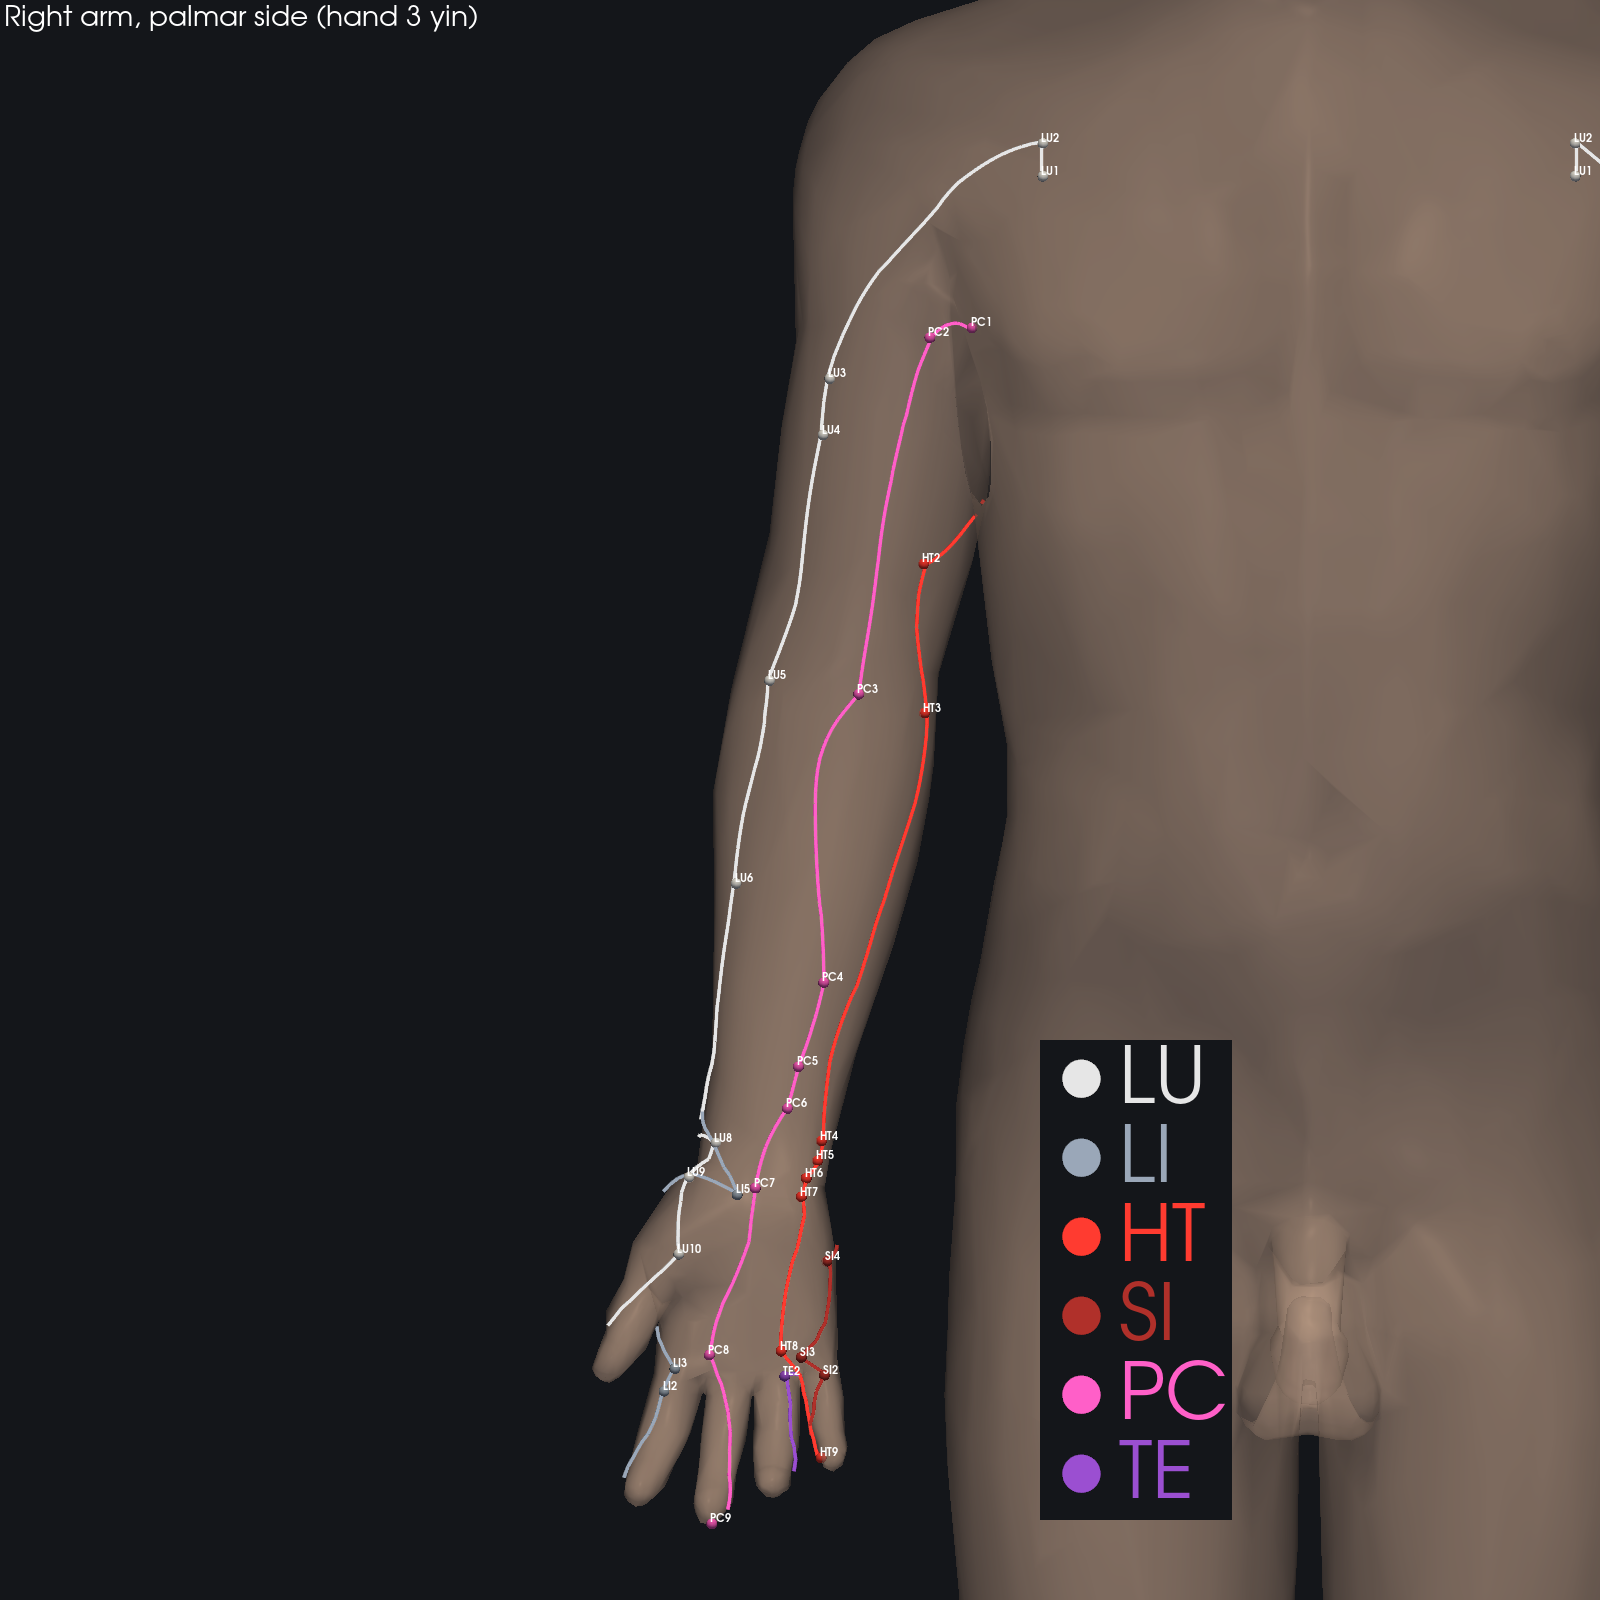 Right arm, palmar side (hand 3 yin)
LU2
LU2
LU1
LU1
PC1
PC2
LU3
LU4
HT2
LU5
PC3
HT3
LU6
PC4
PC5
PC6
HT4
LU8
HT5
LU9
HT6
PC7
LI5
HT7
LU10
SI4
HT8
PC8
SI3
LI3
TE2
SI2
LI2
HT9
PC9
LU
LI
HT
SI
PC
TE